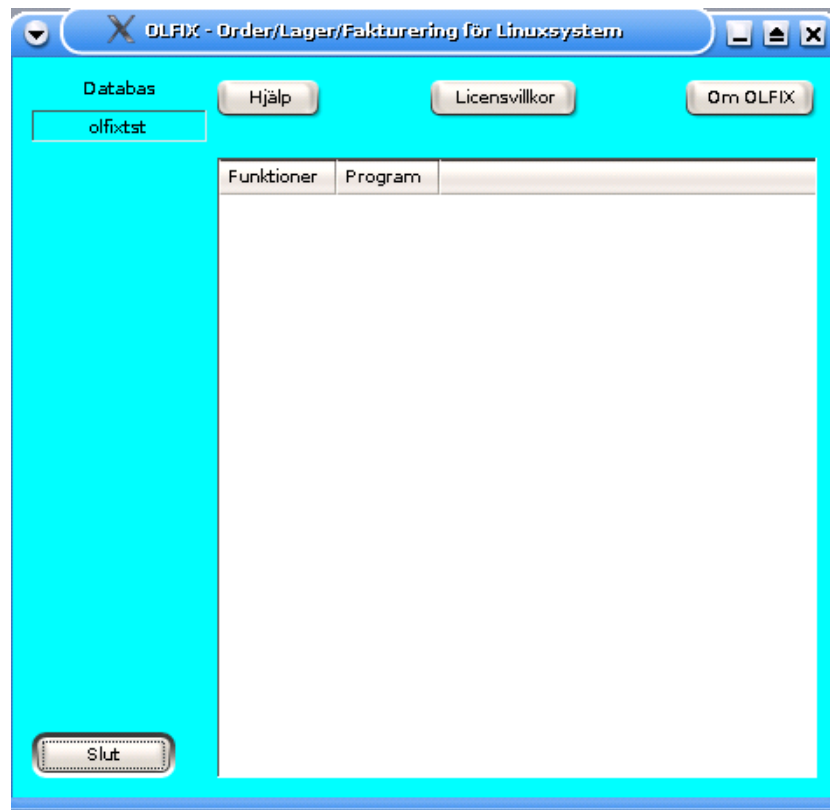 OLFIX - Order/Lager/Fakturering för Linuxsystem
Databas
olfixtst
Hjälp
Licensvillkor
Om OLFIX
Funktioner
Program
Slut